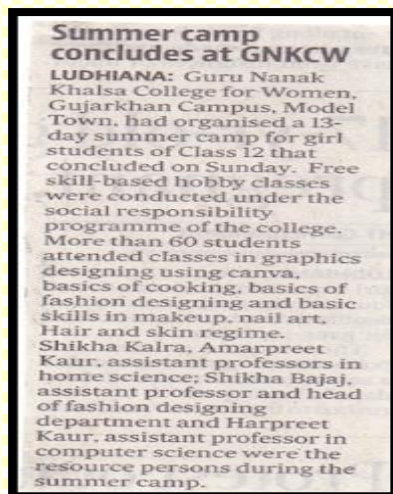 Summer camp
concludes at GNKCW
LUDHIANA: Guru Nanak
Khalsa College for Women,
Gujarkhan Campus, Model
Town, had organised a 13-
day summer camp for girl
students of Class 12 that
concluded on Sunday. Free
skill-based hobby classes
were conducted under the
social responsibility
programme of the college.
More than 60 students
attended classes in graphics
designing using canva,
basics of cooking, basics of
fashion designing and basic
skills in makeup, nail art,
Hair and skin regime.
Shikha Kalra, Amarpreet
Kaur, assistant professors in
home science; Shikha Bajaj,
assistant professor and head
of fashion designing
department and Harpreet
Kaur, assistant professor in
computer science were the
resource persons during the
summer camp.